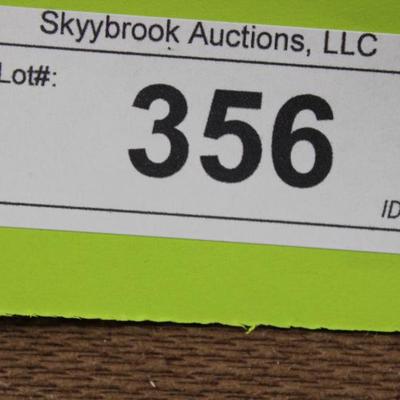 Skyybrook Auctions, LLC
Lot#:
356
ID